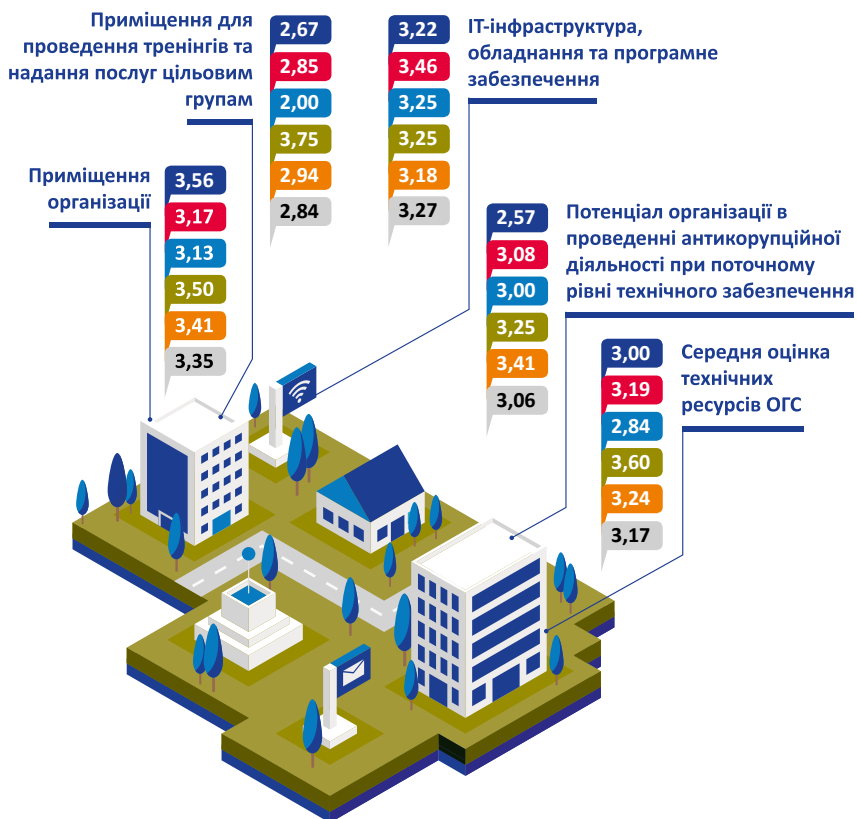 Приміщення для
проведення тренінгів та
надання послуг цільовим
групам
2,67
2,85
2,00
3,75
2,94
2,84
3,22
3,46
3,25
3,25
3,18
3,27
ІТ-інфраструктура,
обладнання та програмне
забезпечення
Приміщення
організації
3,56
3,17
3,13
3,50
3,41
3,35
2,57
3,08
3,00
3,25
3,41
3,06
Потенціал організації в
проведенні антикорупційної
діяльності при поточному
рівні технічного забезпечення
3,00
3,19
2,84
3,60
3,24
3,17
Середня оцінка
технічних
ресурсів ОГС